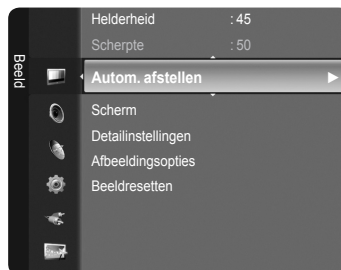 Beeld
Helderheid : 45
Scherpte : 50
Autom. afstellen
Scherm
Detailinstellingen
Afbeeldingsopties
Beeldresetten